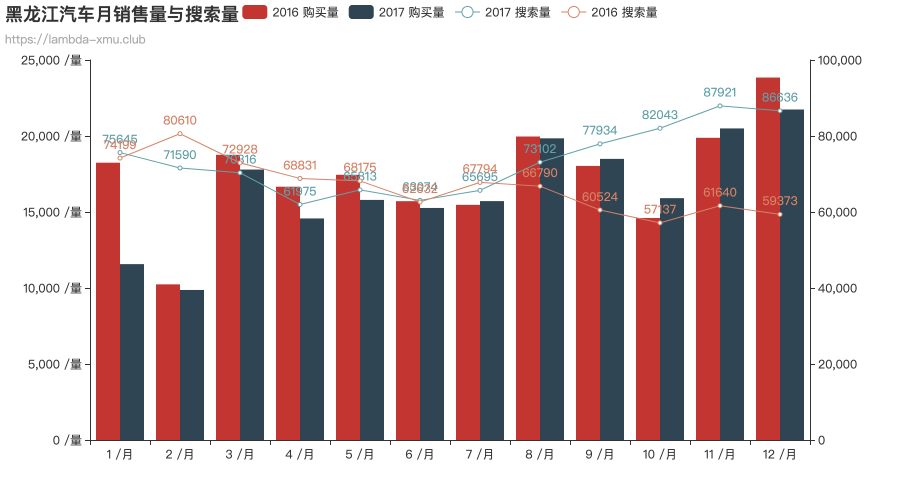 黑龙江汽车月销售量与搜索量
2016 购买量 2017 购买量 2017 搜索量 2016 搜索量
https://lambda-xmu.club
25,000 /量
20,000 /量
15,000 /量
10,000 /量
5,000 /量
0 /量
100,000
80,000
60,000
40,000
20,000
0
75645
71590
61975
65695
73102
77934
82043
87921
86636
74199
80610
72928
68831
68175
67794
66790
60524
57137
61640
59373
1 /月 2 /月 3 /月 4 /月 5 /月 6 /月 7 /月 8 /月 9 /月 10 /月 11 /月 12 /月